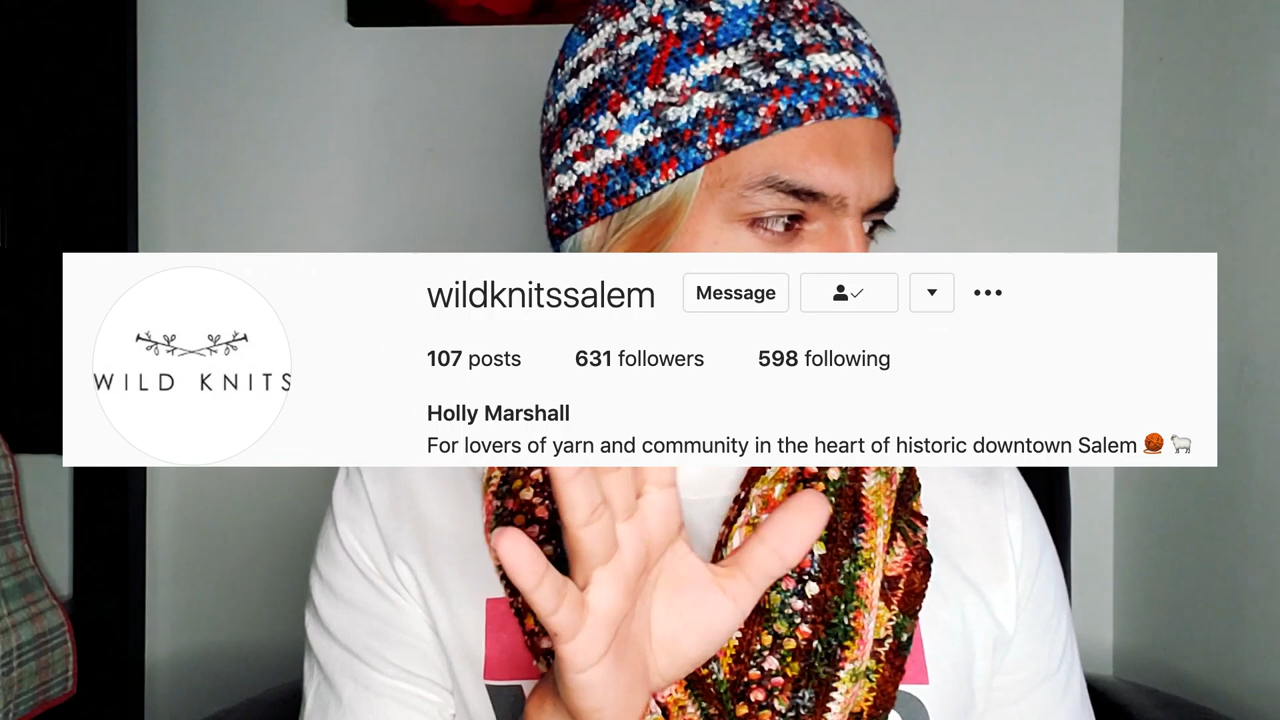 wildknitssalem Message
107 posts 631 followers 598 following
Holly Marshall
For lovers of yarn and community in the heart of historic downtown Salem
WILD KNITS